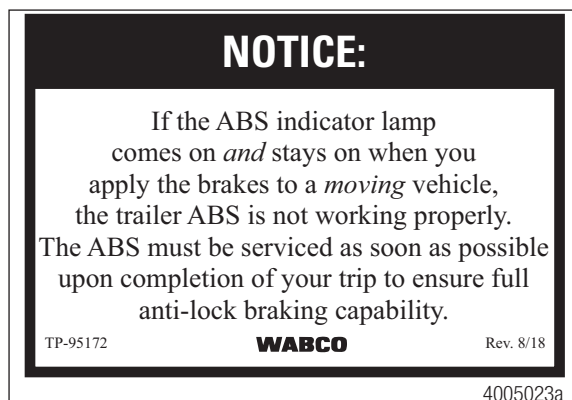 NOTICE:
If the ABS indicator lamp
comes on and stays on when you
apply the brakes to a moving vehicle,
the trailer ABS is not working properly.
The ABS must be serviced as soon as possible
upon completion of your trip to ensure full
anti-lock braking capability.
TP-95172 WABCO Rev. 8/18
4005023a